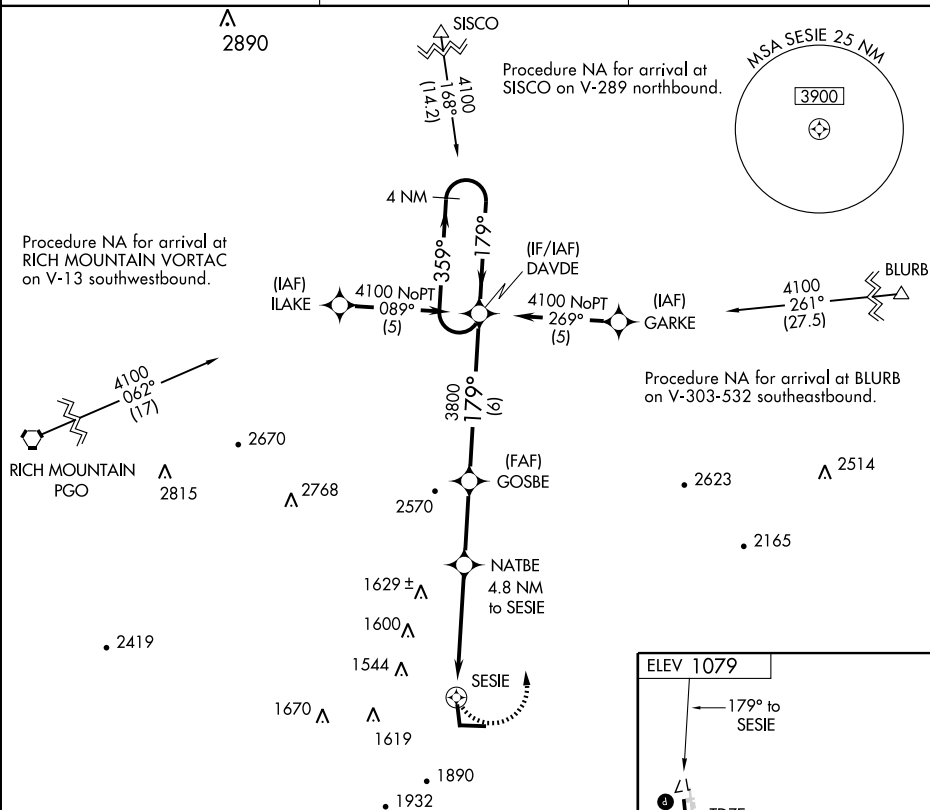 2890
SISCO
4100
168°
(14.2)
Procedure NA for arrival at
SISCO on V-289 northbound.
MSA SESIE 25 NM
3900
4 NM
359°
179°
Procedure NA for arrival at
RICH MOUNTAIN VORTAC
on V-13 southwestbound.
(IAF)
ILAKE
4100 NoPT
089°
(5)
(IF/IAF)
DAVDE
4100 NoPT
269°
(5)
(IAF)
GARKE
4100
261°
(27.5)
BLURB
4100
062°
(17)
3800
179°
(6)
Procedure NA for arrival at BLURB
on V-303-532 southeastbound.
RICH MOUNTAIN
PGO
2670
2815
2768
2570
(FAF)
GOSBE
2623
2514
2165
NATBE
4.8 NM
to SESIE
1629 ±
1600
2419
1544
SESIE
1670
1619
1890
1932
ELEV 1079
179° to
SESIE
17
P